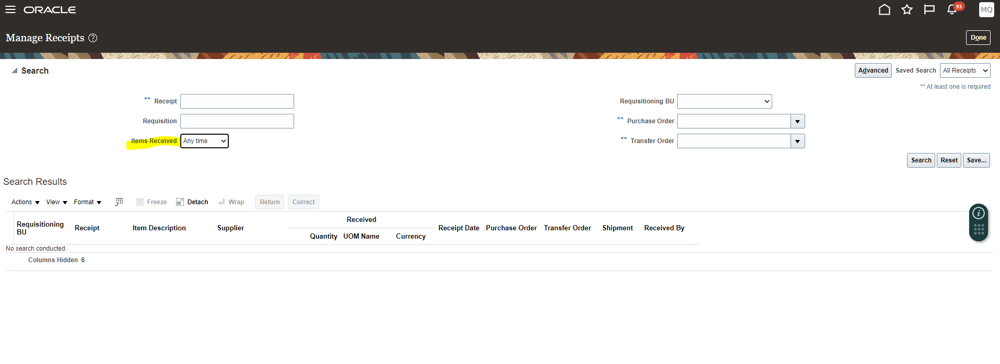 ORACLE
93
MQ
Manage Receipts ?
Done
Search
Advanced Saved Search All Receipts
** At least one is required
** Receipt
Requisitioning BU
Requisition
** Purchase Order
Items Received Any time
** Transfer Order
Search Reset Save...
Search Results
Actions View Format Freeze Detach Wrap Return Correct
Requisitioning BU Receipt Item Description Supplier Received Quantity UOM Name Currency Receipt Date Purchase Order Transfer Order Shipment Received By
No search conducted.
Columns Hidden 6